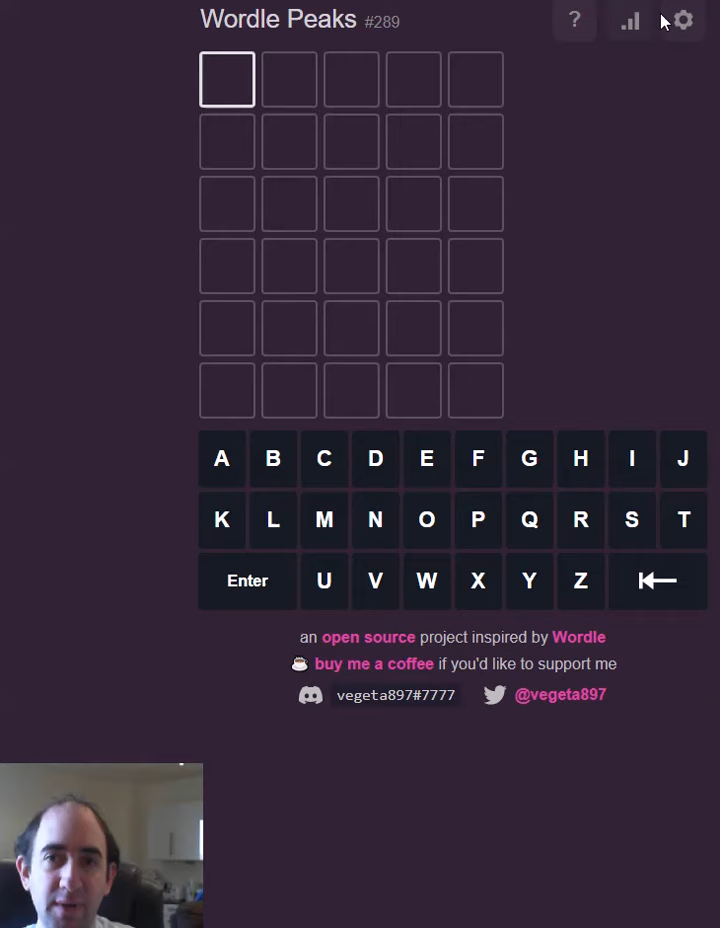 Wordle Peaks #289
?
A B C D E F G H I J
K L M N O P Q R S T
Enter U V W X Y Z
an open source project inspired by Wordle
buy me a coffee if you'd like to support me
vegeta897#7777 @vegeta897